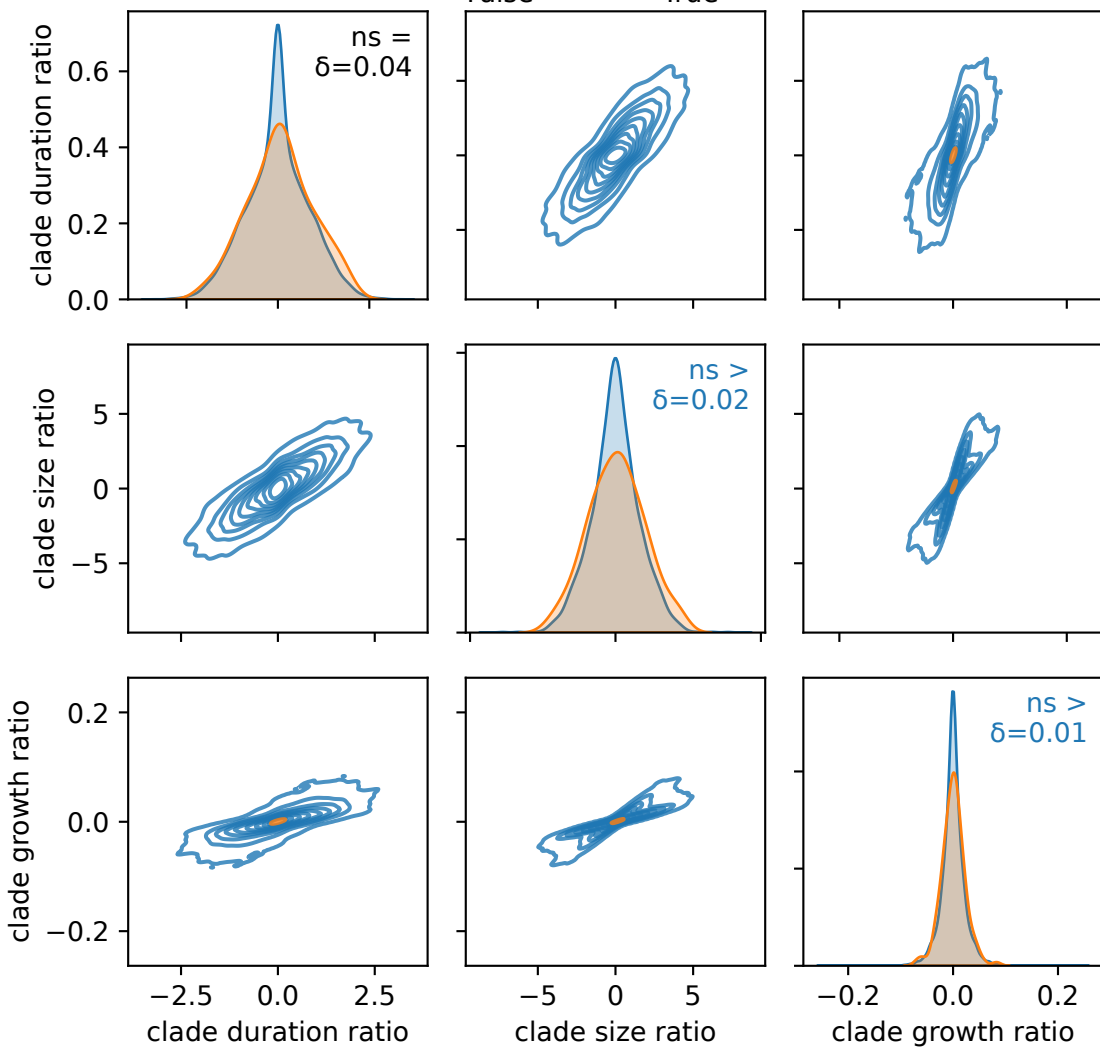 clade duration ratio
0.6
0.4
0.2
0.0
ns =
δ=0.04
clade size ratio
5
0
−5
ns >
δ=0.02
clade growth ratio
0.2
0.0
−0.2
ns >
δ=0.01
−2.5 0.0 2.5
−5 0 5
−0.2 0.0 0.2
clade duration ratio
clade size ratio
clade growth ratio